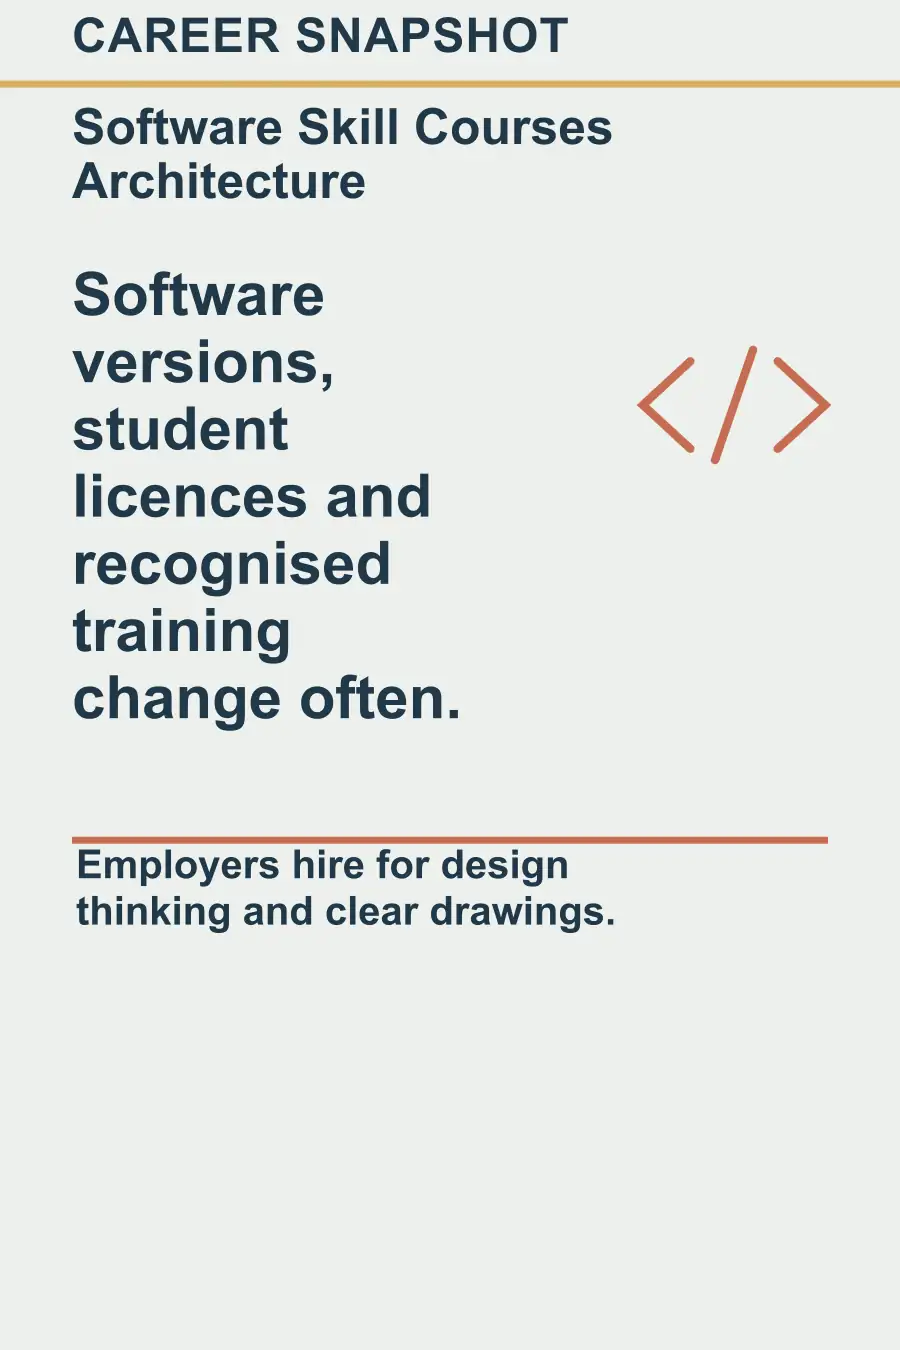 CAREER SNAPSHOT
Software Skill Courses
Architecture
Software
versions,
student
licences and
recognised
training
change often.
Employers hire for design
thinking and clear drawings.